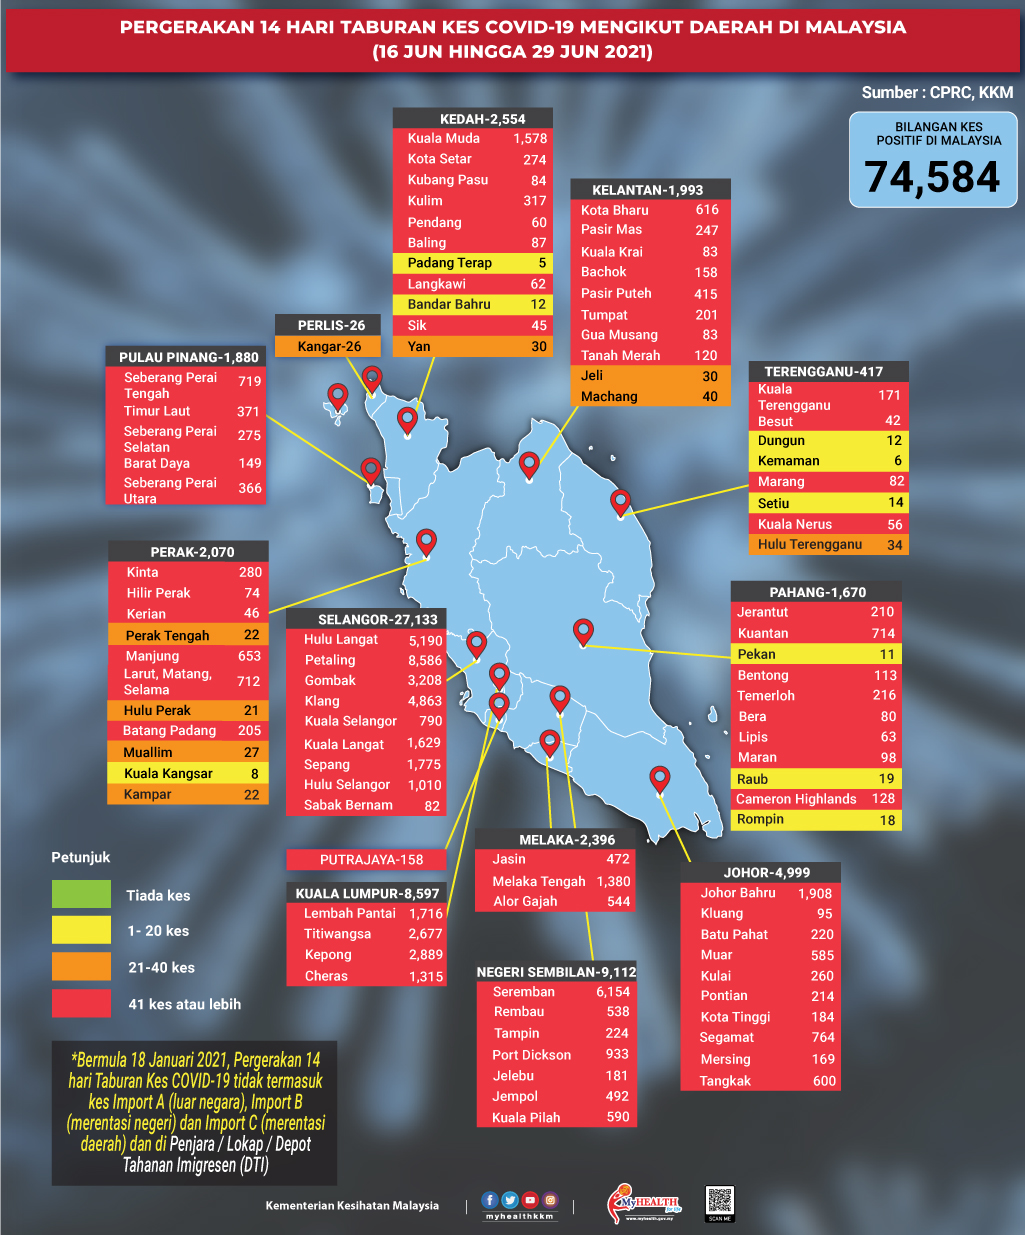 PERGERAKAN 14 HARI TABURAN KES COVID-19 MENGIKUT DAERAH DI MALAYSIA
(16 JUN HINGGA 29 JUN 2021)
Sumber : CPRC, KKM
BILANGAN KES
POSITIF DI MALAYSIA
74,584
KEDAH-2,554
Kuala Muda 1,578
Kota Setar 274
Kubang Pasu 84
Kulim 317
Pendang 60
Baling 87
Padang Terap 5
Langkawi 62
Bandar Bahru 12
Sik 45
Yan 30
KELANTAN-1,993
Kota Bharu 616
Pasir Mas 247
Kuala Krai 83
Bachok 158
Pasir Puteh 415
Tumpat 201
Gua Musang 83
Tanah Merah 120
Jeli 30
Machang 40
PERLIS-26
Kangar-26
PULAU PINANG-1,880
Seberang Perai
Tengah 719
Timur Laut 371
Seberang Perai
Selatan 275
Barat Daya 149
Seberang Perai
Utara 366
TERENGGANU-417
Kuala
Terengganu 171
Besut 42
Dungun 12
Kemaman 6
Marang 82
Setiu 14
Kuala Nerus 56
Hulu Terengganu 34
PERAK-2,070
Kinta 280
Hilir Perak 74
Kerian 46
Perak Tengah 22
Manjung 653
Larut, Matang,
Selama 712
Hulu Perak 21
Batang Padang 205
Muallim 27
Kuala Kangsar 8
Kampar 22
SELANGOR-27,133
Hulu Langat 5,190
Petaling 8,586
Gombak 3,208
Klang 4,863
Kuala Selangor 790
Kuala Langat 1,629
Sepang 1,775
Hulu Selangor 1,010
Sabak Bernam 82
PAHANG-1,670
Jerantut 210
Kuantan 714
Pekan 11
Bentong 113
Temerloh 216
Bera 80
Lipis 63
Maran 98
Raub 19
Cameron Highlands 128
Rompin 18
PUTRAJAYA-158
KUALA LUMPUR-8,597
Lembah Pantai 1,716
Titiwangsa 2,677
Kepong 2,889
Cheras 1,315
MELAKA-2,396
Jasin 472
Melaka Tengah 1,380
Alor Gajah 544
NEGERI SEMBILAN-9,112
Seremban 6,154
Rembau 538
Tampin 224
Port Dickson 933
Jelebu 181
Jempol 492
Kuala Pilah 590
JOHOR-4,999
Johor Bahru 1,908
Kluang 95
Batu Pahat 220
Muar 585
Kulai 260
Pontian 214
Kota Tinggi 184
Segamat 764
Mersing 169
Tangkak 600
Petunjuk
Tiada kes
1- 20 kes
21-40 kes
41 kes atau lebih
*Bermula 18 Januari 2021, Pergerakan 14
hari Taburan Kes COVID-19 tidak termasuk
kes Import A (luar negara), Import B
(merentasi negeri) dan Import C (merentasi
daerah) dan di Penjara / Lokap / Depot
Tahanan Imigresen (DTI)
Kementerian Kesihatan Malaysia
myhealthkkm
MyHEALTH
for life
www.myhealth.gov.my
SCAN ME